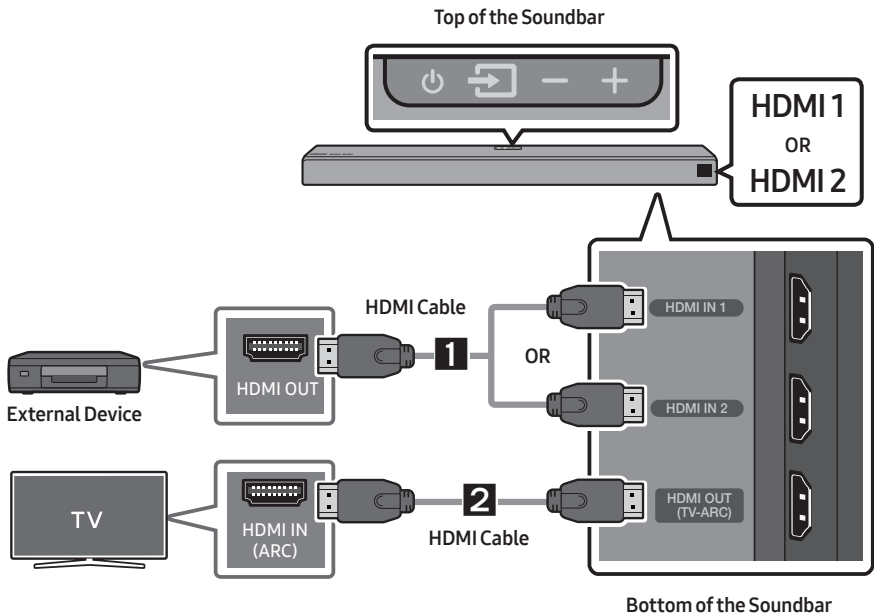 Top of the Soundbar
HDMI 1
OR
HDMI 2
HDMI Cable
HDMI IN 1
1
OR
HDMI OUT
External Device
HDMI IN 2
TV
HDMI IN
(ARC)
2
HDMI Cable
HDMI OUT
(TV-ARC)
Bottom of the Soundbar